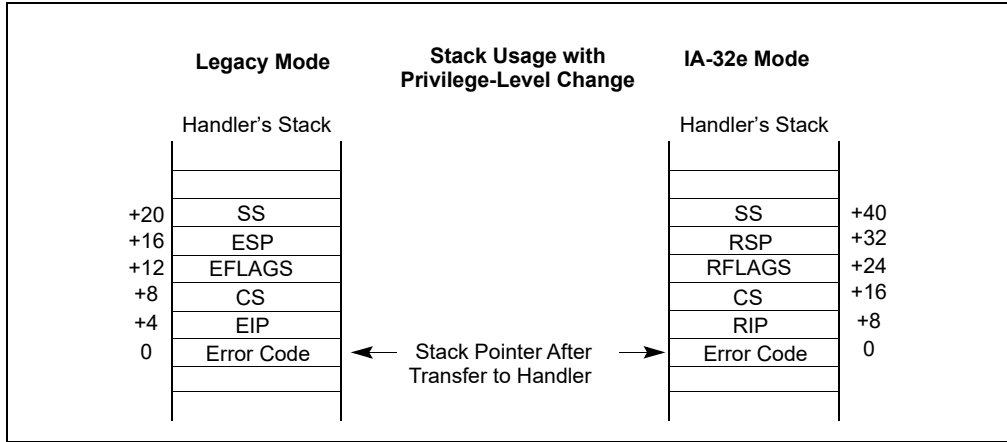 Legacy Mode
Stack Usage with
Privilege-Level Change
IA-32e Mode
Handler’s Stack
Handler’s Stack
+20 SS
+16 ESP
+12 EFLAGS
+8 CS
+4 EIP
0 Error Code
SS +40
RSP +32
RFLAGS +24
CS +16
RIP +8
Error Code 0
Stack Pointer After
Transfer to Handler